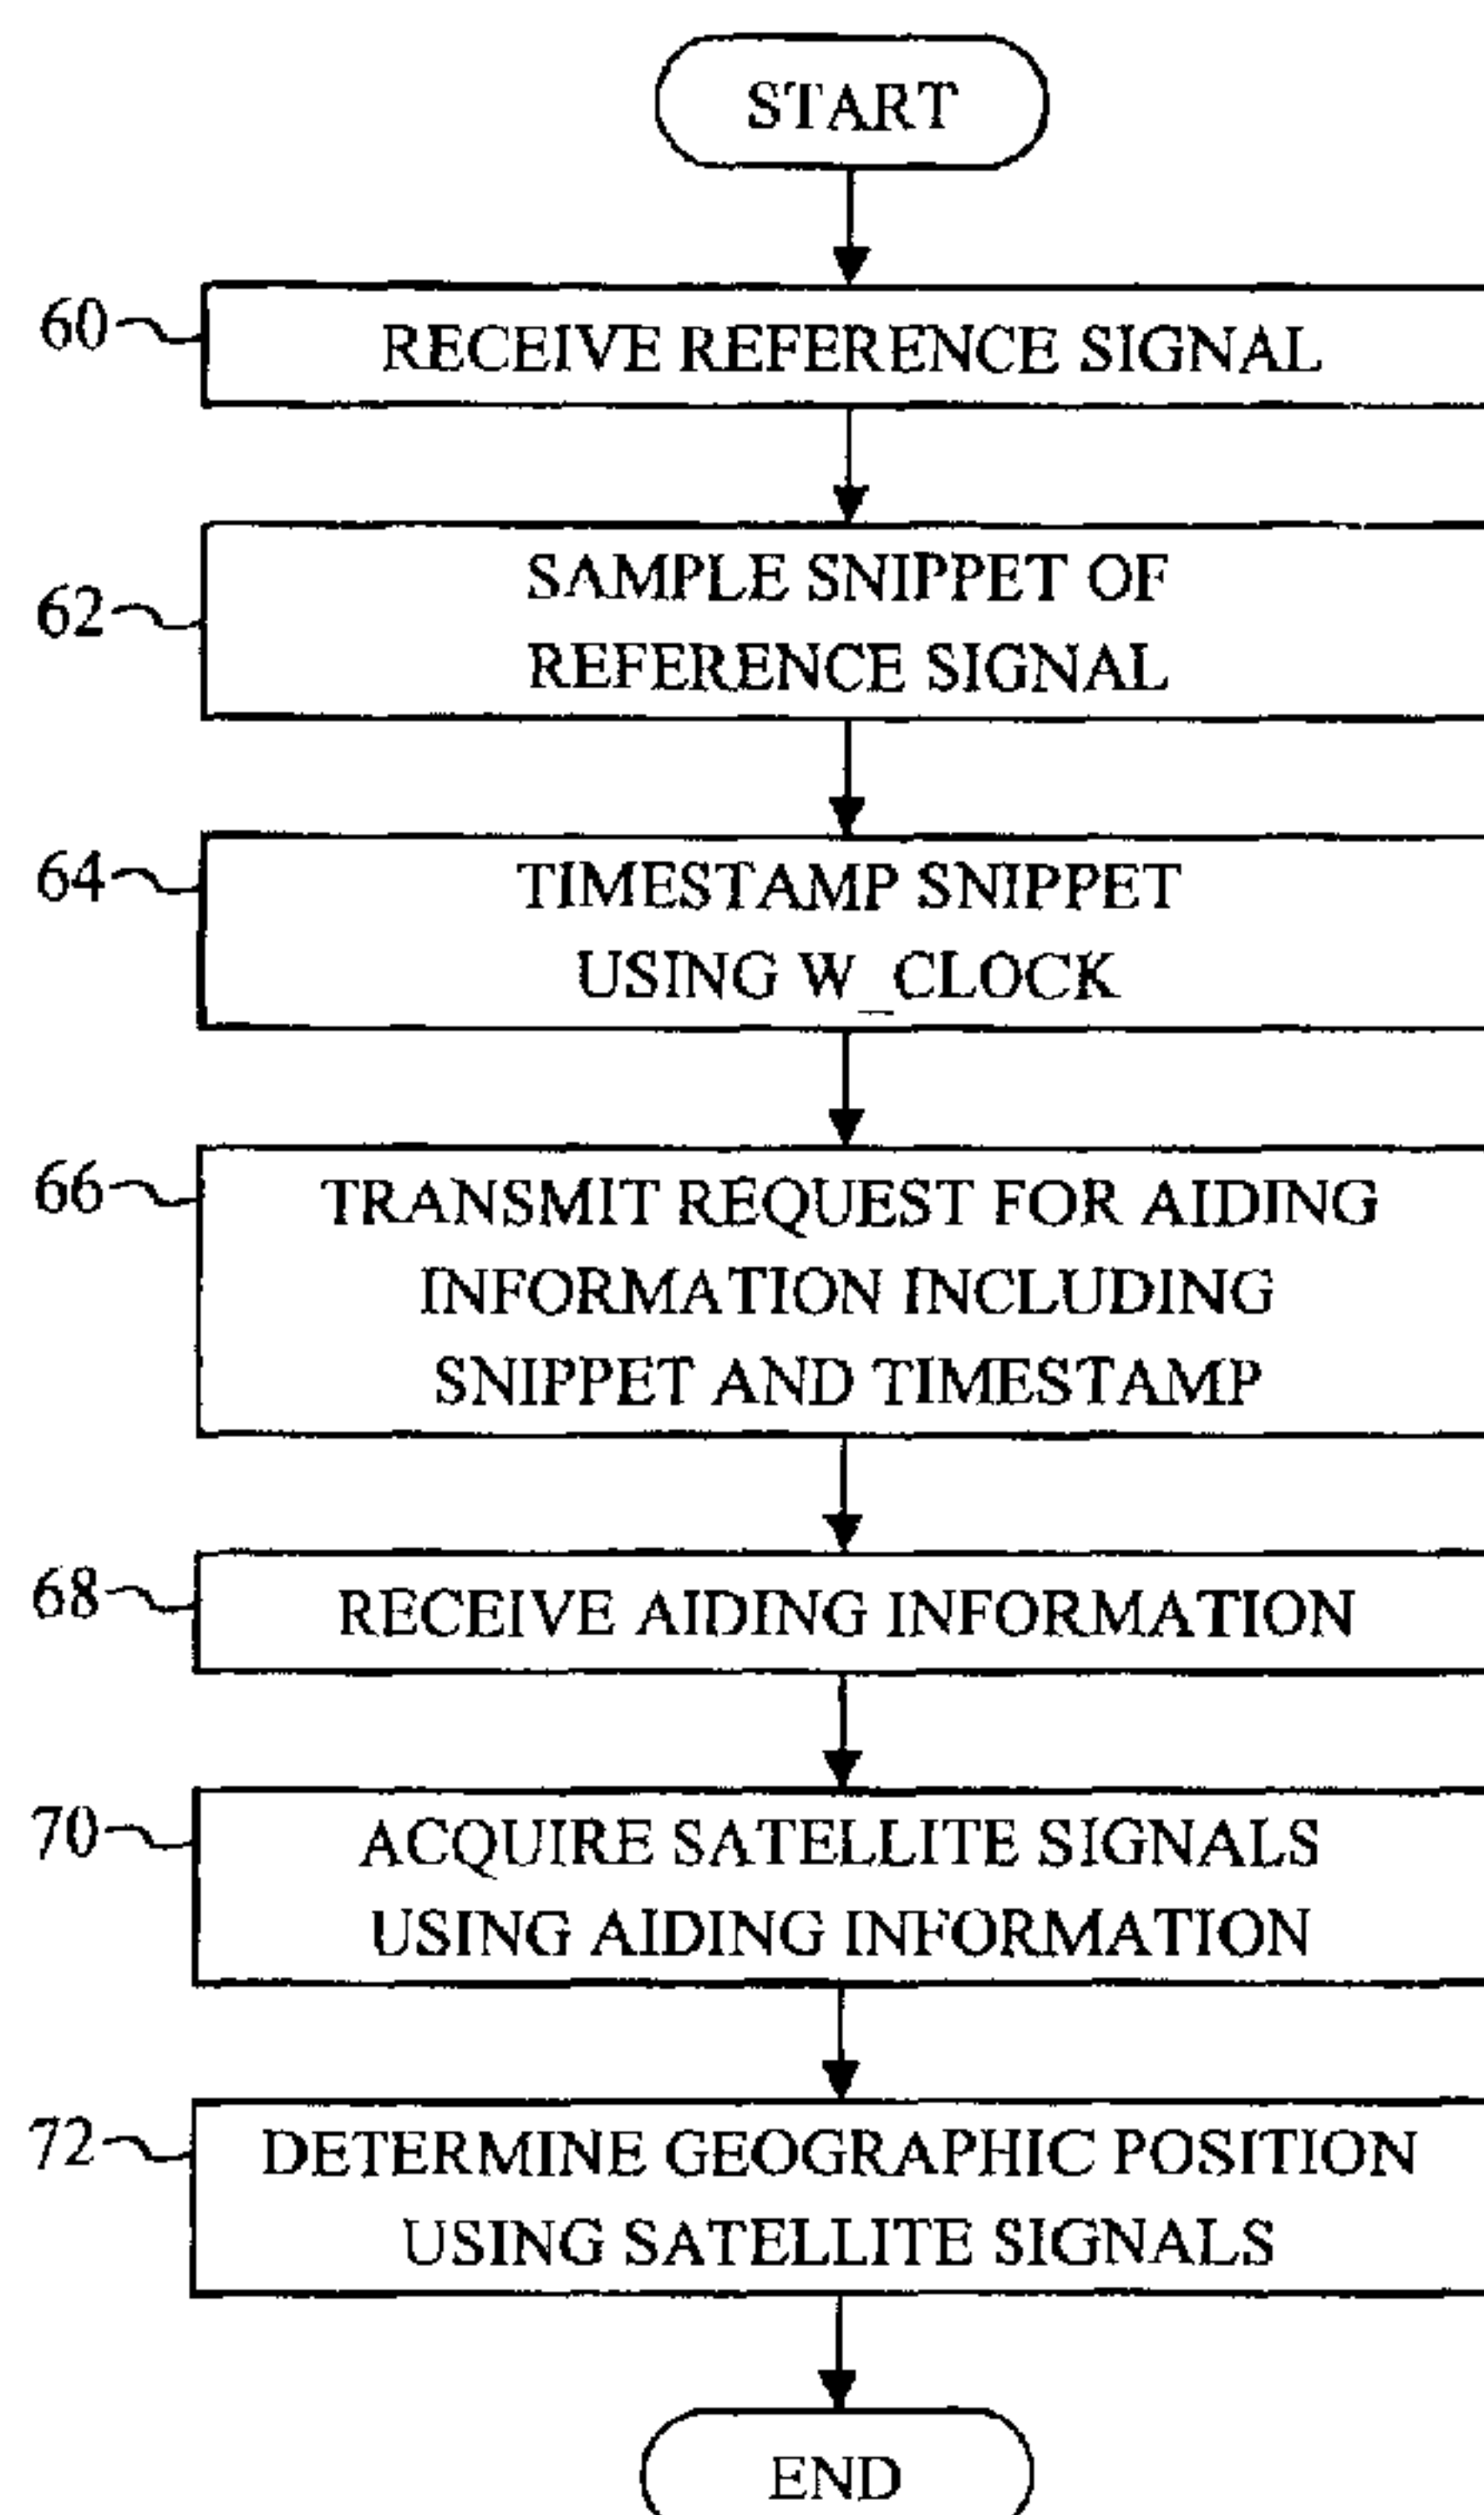 START
60
RECEIVE REFERENCE SIGNAL
62
SAMPLE SNIPPET OF
REFERENCE SIGNAL
64
TIMESTAMP SNIPPET
USING W_CLOCK
66
TRANSMIT REQUEST FOR AIDING
INFORMATION INCLUDING
SNIPPET AND TIMESTAMP
68
RECEIVE AIDING INFORMATION
70
ACQUIRE SATELLITE SIGNALS
USING AIDING INFORMATION
72
DETERMINE GEOGRAPHIC POSITION
USING SATELLITE SIGNALS
END